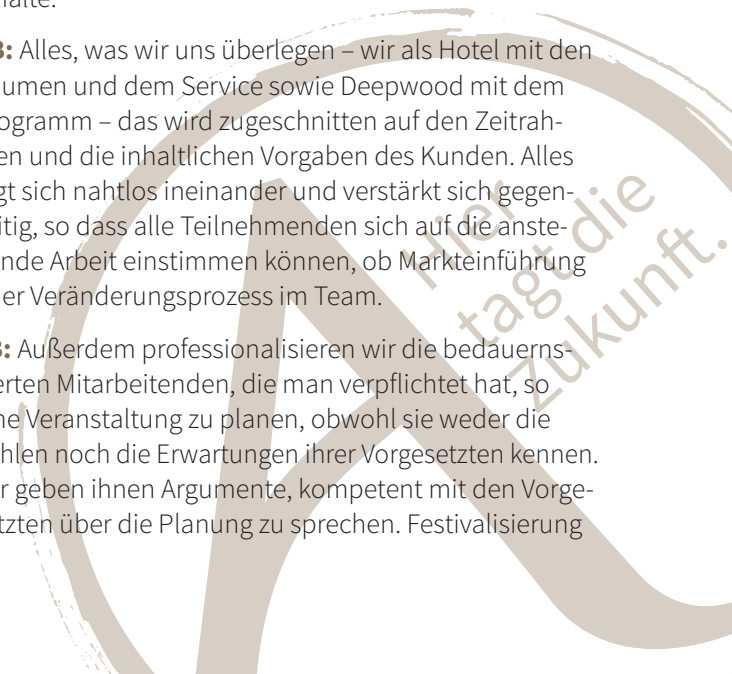 halte.
B: Alles, was wir uns überlegen – wir als Hotel mit den
umen und dem Service sowie Deepwood mit dem
ogramm – das wird zugeschnitten auf den Zeitrah-
en und die inhaltlichen Vorgaben des Kunden. Alles
gt sich nahtlos ineinander und verstärkt sich gegen-
itig, so dass alle Teilnehmenden sich auf die anste-
nde Arbeit einstimmen können, ob Markteinführung
er Veränderungsprozess im Team.
B: Außerdem professionalisieren wir die bedauerns-
erten Mitarbeitenden, die man verpflichtet hat, so
ne Veranstaltung zu planen, obwohl sie weder die
hlen noch die Erwartungen ihrer Vorgesetzten kennen.
r geben ihnen Argumente, kompetent mit den Vorge-
tzten über die Planung zu sprechen. Festivalisierung
Hier
tagt die
zukunft.